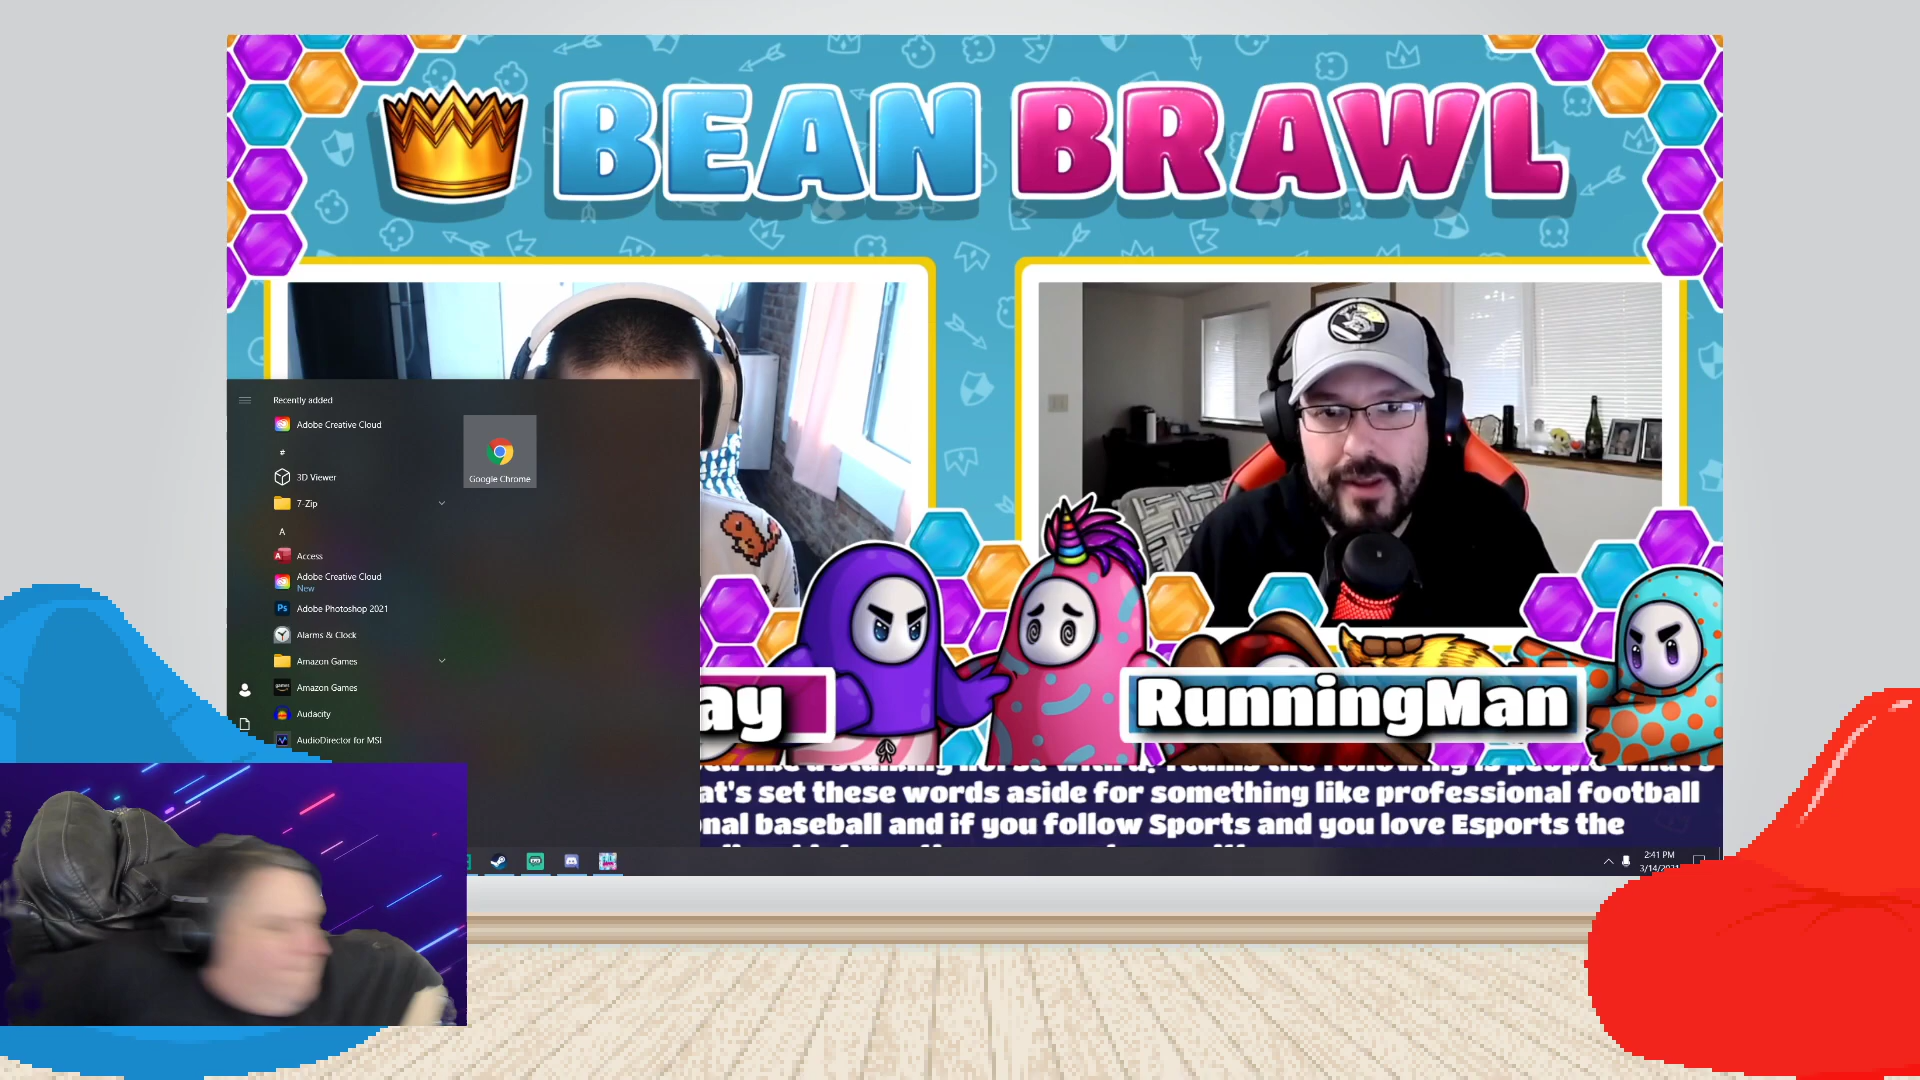 BEAN BRAWL
Recently added
Adobe Creative Cloud
#
3D Viewer
7-Zip
A
Access
Adobe Creative Cloud
New
Adobe Photoshop 2021
Alarms & Clock
Amazon Games
Amazon Games
Audacity
AudioDirector for MSI
Google Chrome
ay
RunningMan
at's set these words aside for something like professional football
onal baseball and if you follow Sports and you love Esports the
2:41 PM